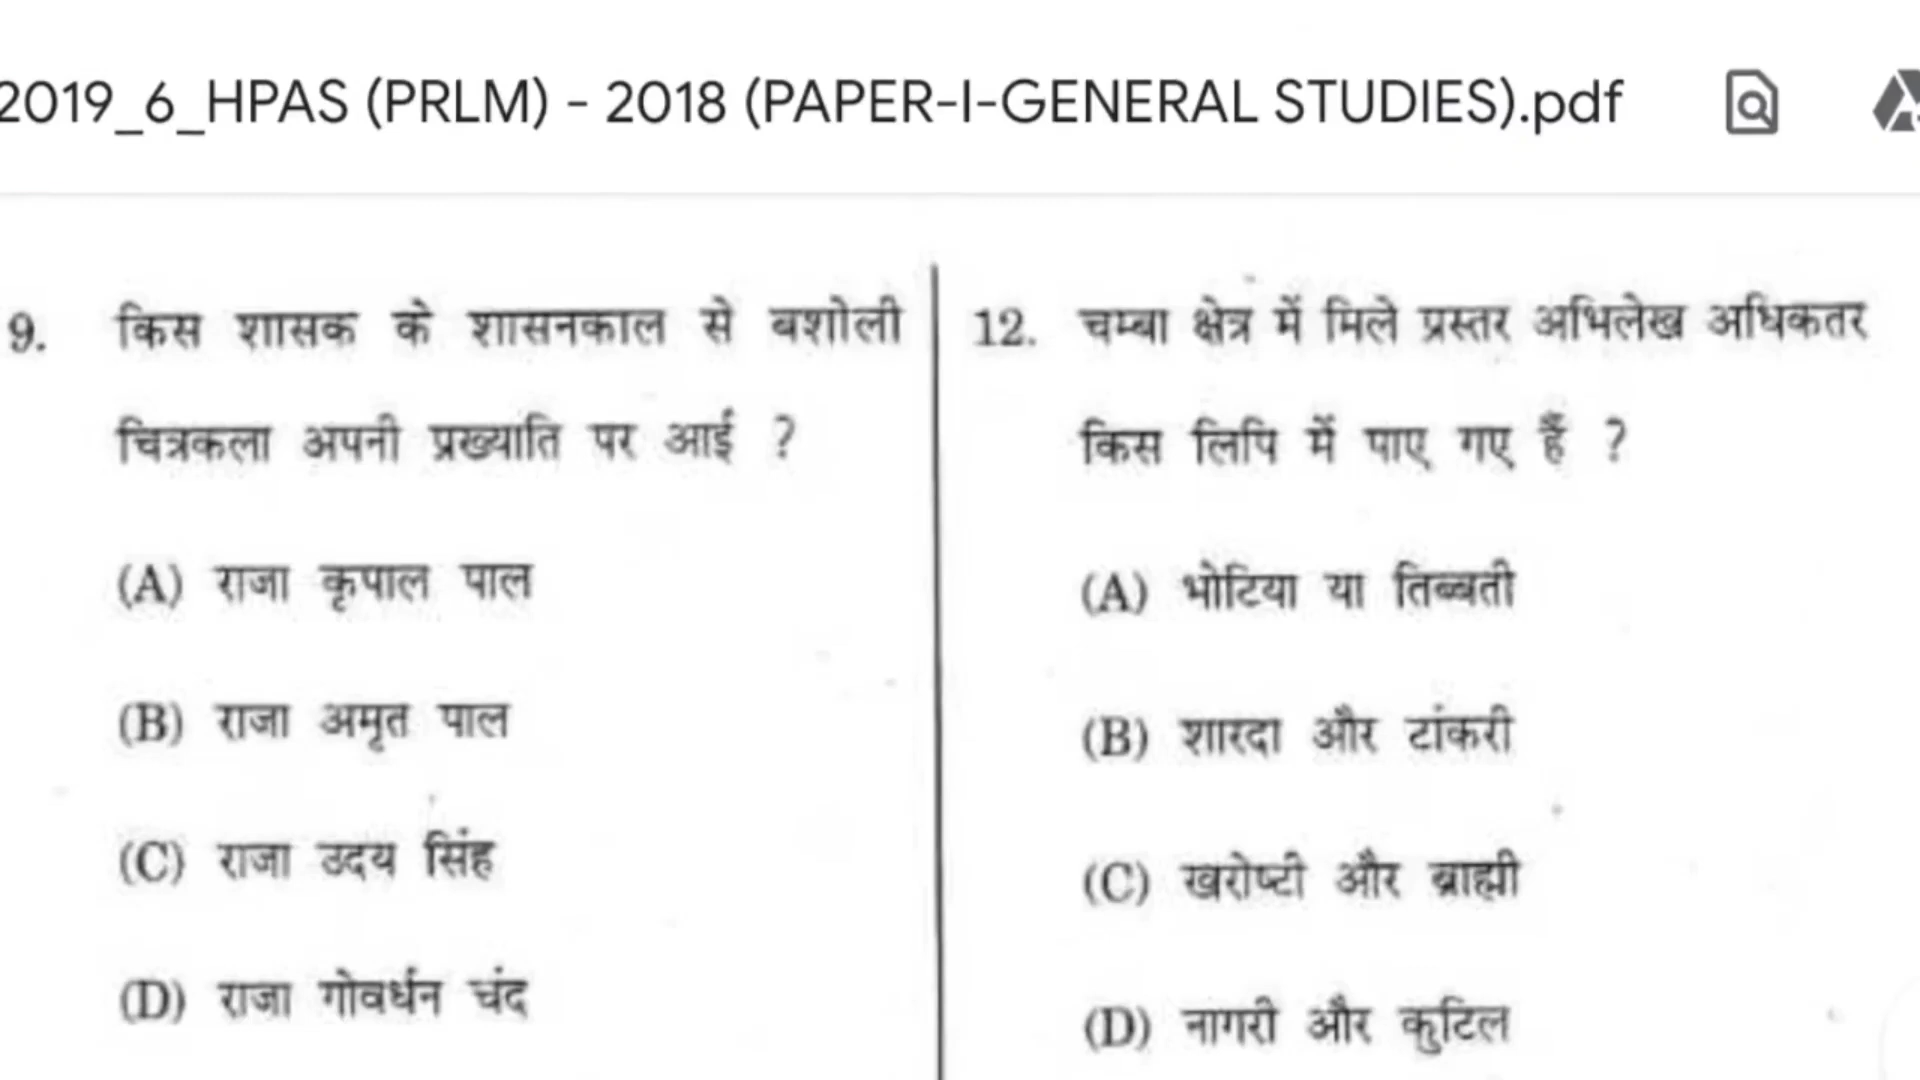 2019_6_HPAS (PRLM) - 2018 (PAPER-I-GENERAL STUDIES).pdf
9. किस शासक के शासनकाल से बशोली
चित्रकला अपनी प्रख्याति पर आई ?
(A) राजा कृपाल पाल
(B) राजा अमृत पाल
(C) राजा उदय सिंह
(D) राजा गोवर्धन चंद
12. चम्बा क्षेत्र में मिले प्रस्तर अभिलेख अधिकतर
किस लिपि में पाए गए हैं ?
(A) भोटिया या तिब्बती
(B) शारदा और टांकरी
(C) खरोष्टी और ब्राह्मी
(D) नागरी और कुटिल